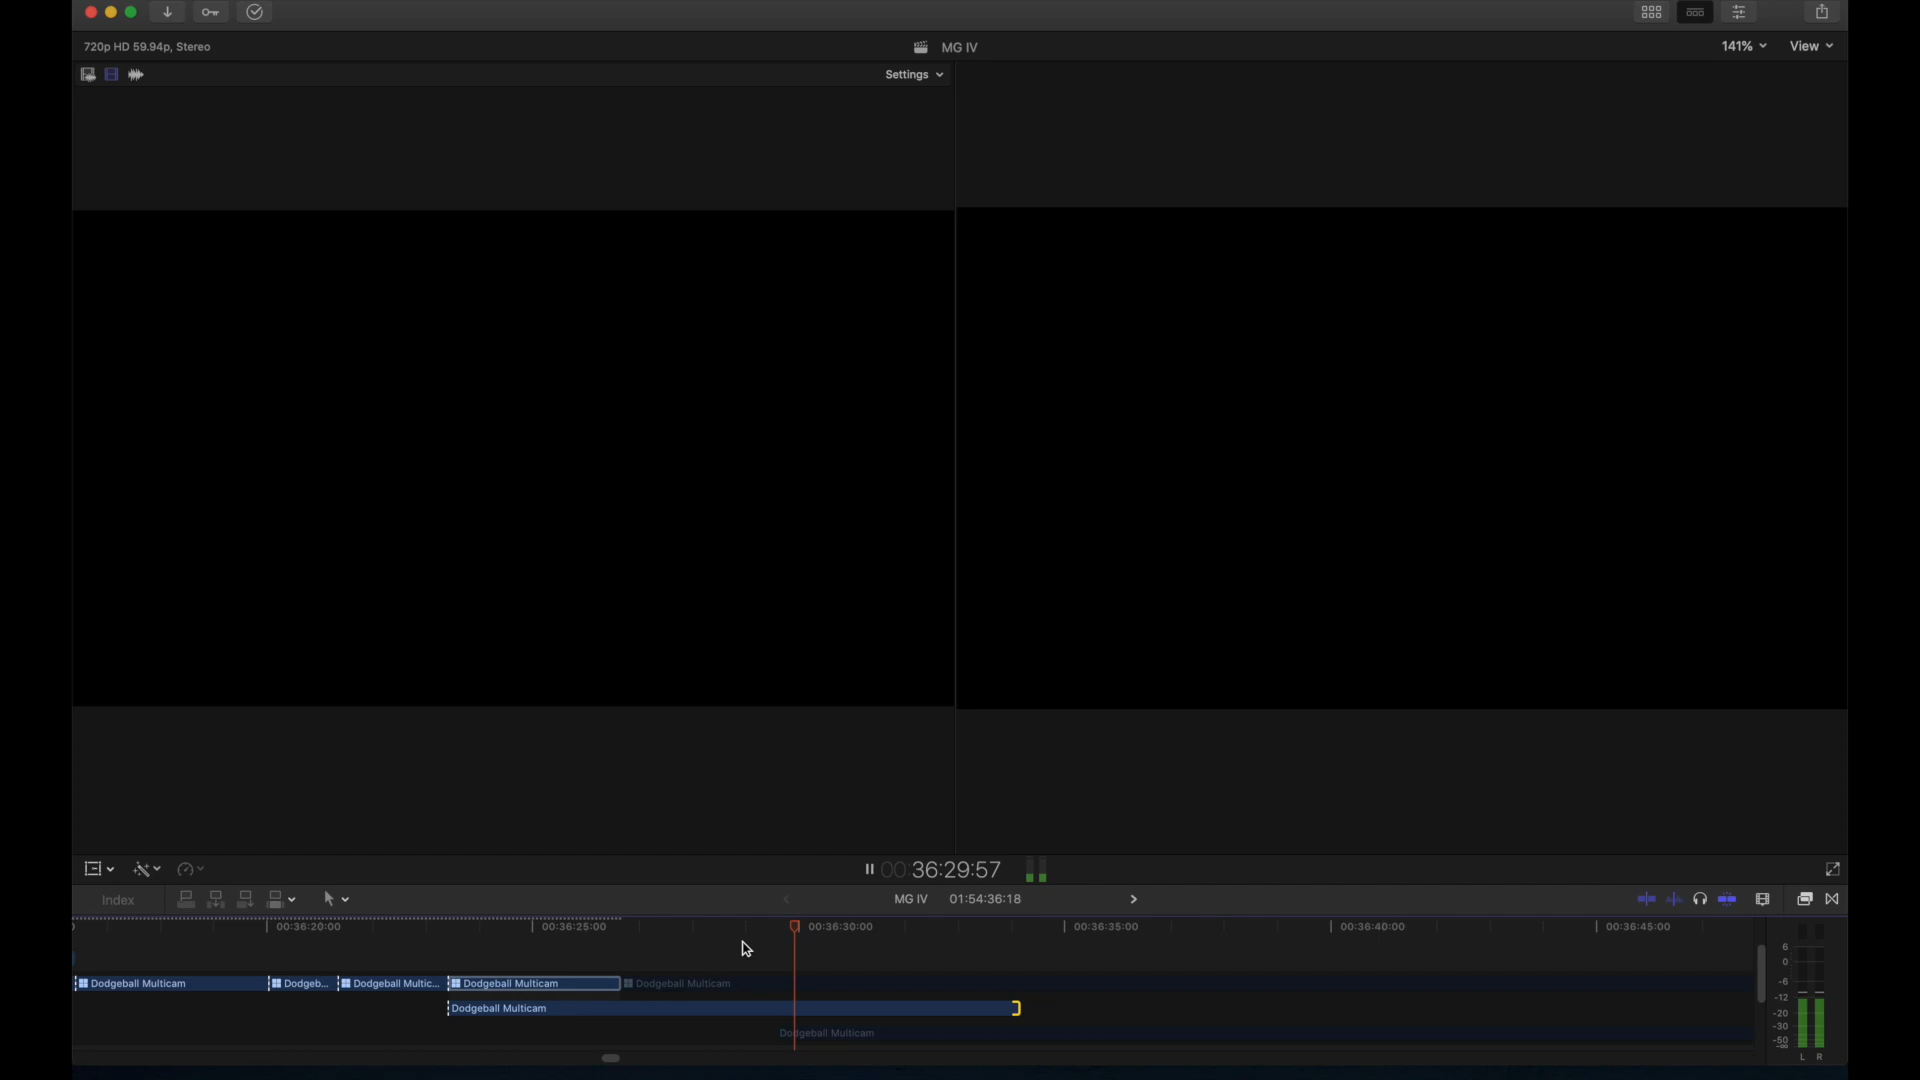 720p HD 59.94p, Stereo
MG IV
141%
View
Settings
00:36:29:57
Index
MG IV
01:54:36:18
00:36:20:00
00:36:25:00
00:36:30:00
00:36:35:00
00:36:40:00
00:36:45:00
Dodgeball Multicam
Dodgeb...
Dodgeball Multic...
Dodgeball Multicam
Dodgeball Multicam
Dodgeball Multicam
Dodgeball Multicam
6
0
-6
-12
-20
-30
-50
-∞
L R